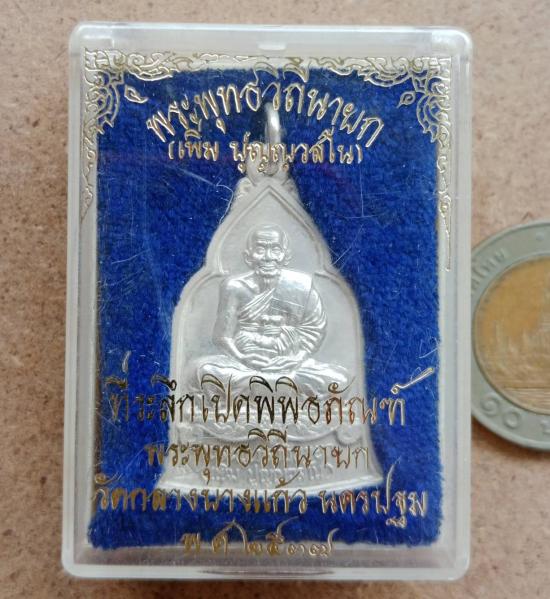 พระพุทธวิถีนายก
(เพิ่ม ปุญฺญวสโน)
ที่ระลึกเปิดพิพิธภัณฑ์
พระพุทธวิถีนายก
วัดกลางบางแก้ว นครปฐม
พ.ศ.๒๕๓๗
๑๐